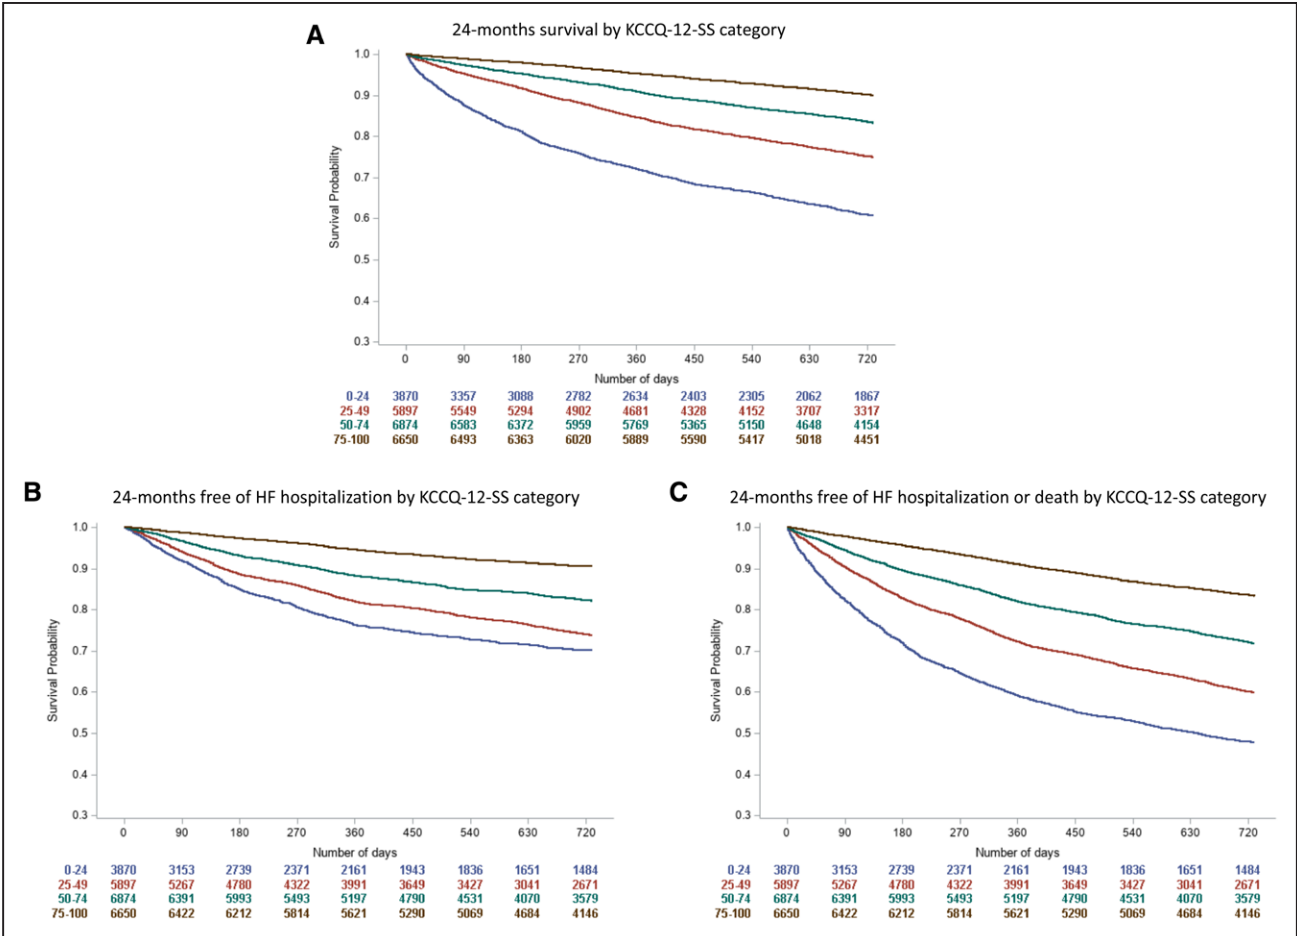 A
24-months survival by KCCQ-12-SS category
1.0
0.9
0.8
0.7
0.6
0.5
0.4
0.3
Survival Probability
0 90 180 270 360 450 540 630 720
Number of days
0-24 3870 3357 3088 2782 2634 2403 2305 2062 1867
25-49 5897 5549 5294 4902 4681 4328 4152 3707 3317
50-74 6874 6583 6372 5959 5769 5365 5150 4648 4154
75-100 6650 6493 6363 6020 5889 5590 5417 5018 4451
B
24-months free of HF hospitalization by KCCQ-12-SS category
1.0
0.9
0.8
0.7
0.6
0.5
0.4
0.3
Survival Probability
0 90 180 270 360 450 540 630 720
Number of days
0-24 3870 3153 2739 2371 2161 1943 1836 1651 1484
25-49 5897 5267 4780 4322 3991 3649 3427 3041 2671
50-74 6874 6391 5993 5493 5197 4790 4531 4070 3579
75-100 6650 6422 6212 5814 5621 5290 5069 4684 4146
C
24-months free of HF hospitalization or death by KCCQ-12-SS category
1.0
0.9
0.8
0.7
0.6
0.5
0.4
0.3
Survival Probability
0 90 180 270 360 450 540 630 720
Number of days
0-24 3870 3153 2739 2371 2161 1943 1836 1651 1484
25-49 5897 5267 4780 4322 3991 3649 3427 3041 2671
50-74 6874 6391 5993 5493 5197 4790 4531 4070 3579
75-100 6650 6422 6212 5814 5621 5290 5069 4684 4146